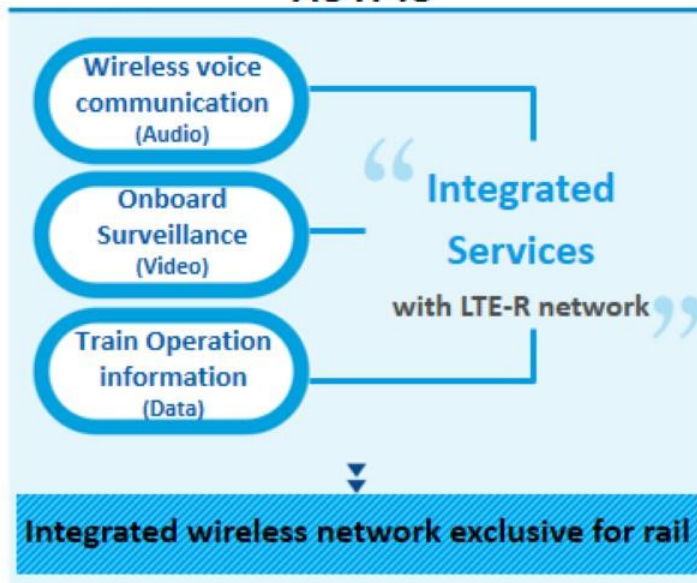 Wireless voice
communication
(Audio)
Onboard
Surveillance
(Video)
Train Operation
information
(Data)
“ Integrated
Services
with LTE-R network ”
Integrated wireless network exclusive for rail